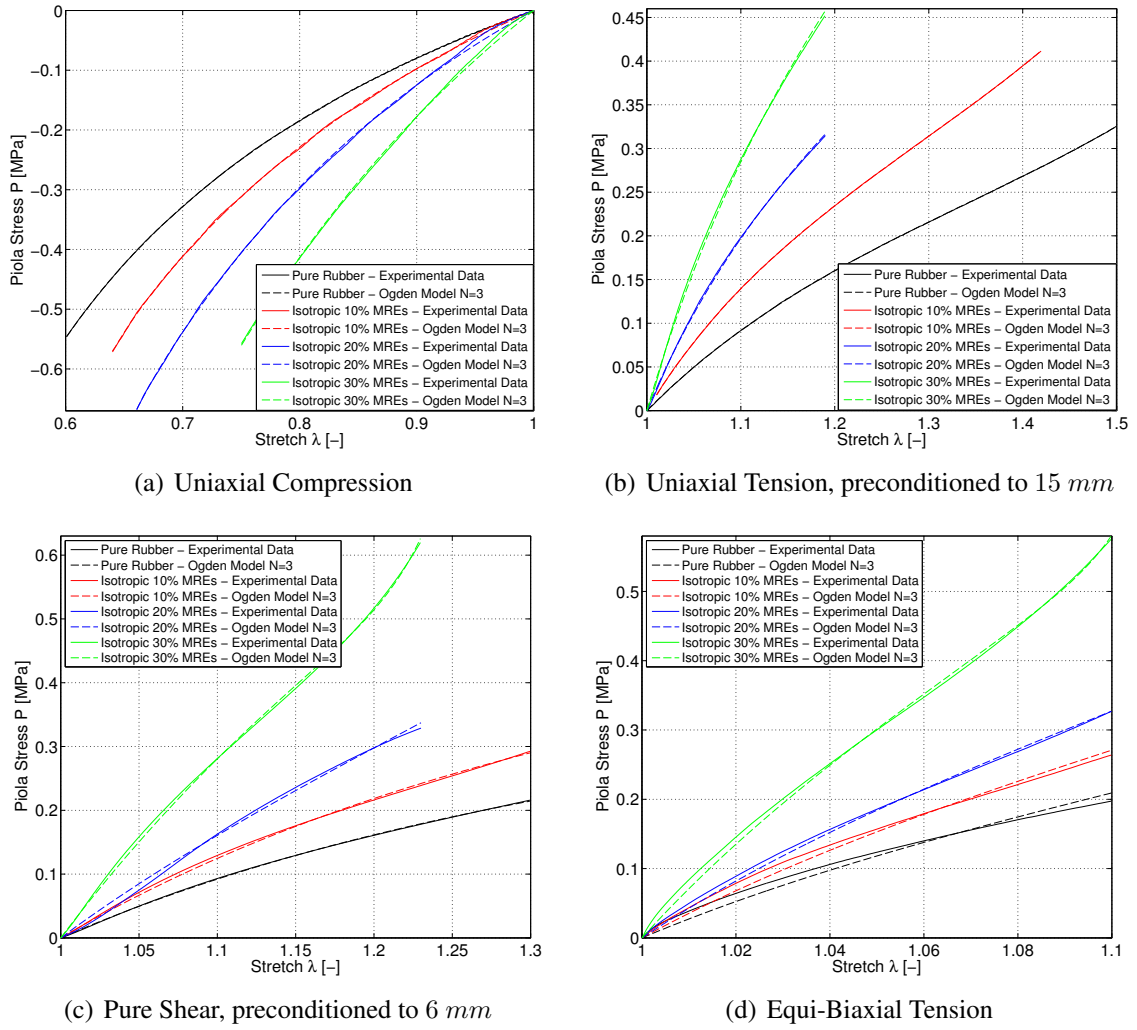 0
−0.1
−0.2
−0.3
−0.4
−0.5
−0.6
Piola Stress P [MPa]
0.6 0.7 0.8 0.9 1
Stretch λ [−]
Pure Rubber − Experimental Data
Pure Rubber − Ogden Model N=3
Isotropic 10% MREs − Experimental Data
Isotropic 10% MREs − Ogden Model N=3
Isotropic 20% MREs − Experimental Data
Isotropic 20% MREs − Ogden Model N=3
Isotropic 30% MREs − Experimental Data
Isotropic 30% MREs − Ogden Model N=3
(a) Uniaxial Compression
0.45
0.4
0.35
0.3
0.25
0.2
0.15
0.1
0.05
0
Piola Stress P [MPa]
1 1.1 1.2 1.3 1.4 1.5
Stretch λ [−]
Pure Rubber − Experimental Data
Pure Rubber − Ogden Model N=3
Isotropic 10% MREs − Experimental Data
Isotropic 10% MREs − Ogden Model N=3
Isotropic 20% MREs − Experimental Data
Isotropic 20% MREs − Ogden Model N=3
Isotropic 30% MREs − Experimental Data
Isotropic 30% MREs − Ogden Model N=3
(b) Uniaxial Tension, preconditioned to 15 mm
0.6
0.5
0.4
0.3
0.2
0.1
0
Piola Stress P [MPa]
1 1.05 1.1 1.15 1.2 1.25 1.3
Stretch λ [−]
Pure Rubber − Experimental Data
Pure Rubber − Ogden Model N=3
Isotropic 10% MREs − Experimental Data
Isotropic 10% MREs − Ogden Model N=3
Isotropic 20% MREs − Experimental Data
Isotropic 20% MREs − Ogden Model N=3
Isotropic 30% MREs − Experimental Data
Isotropic 30% MREs − Ogden Model N=3
(c) Pure Shear, preconditioned to 6 mm
0.5
0.4
0.3
0.2
0.1
0
Piola Stress P [MPa]
1 1.02 1.04 1.06 1.08 1.1
Stretch λ [−]
Pure Rubber − Experimental Data
Pure Rubber − Ogden Model N=3
Isotropic 10% MREs − Experimental Data
Isotropic 10% MREs − Ogden Model N=3
Isotropic 20% MREs − Experimental Data
Isotropic 20% MREs − Ogden Model N=3
Isotropic 30% MREs − Experimental Data
Isotropic 30% MREs − Ogden Model N=3
(d) Equi-Biaxial Tension